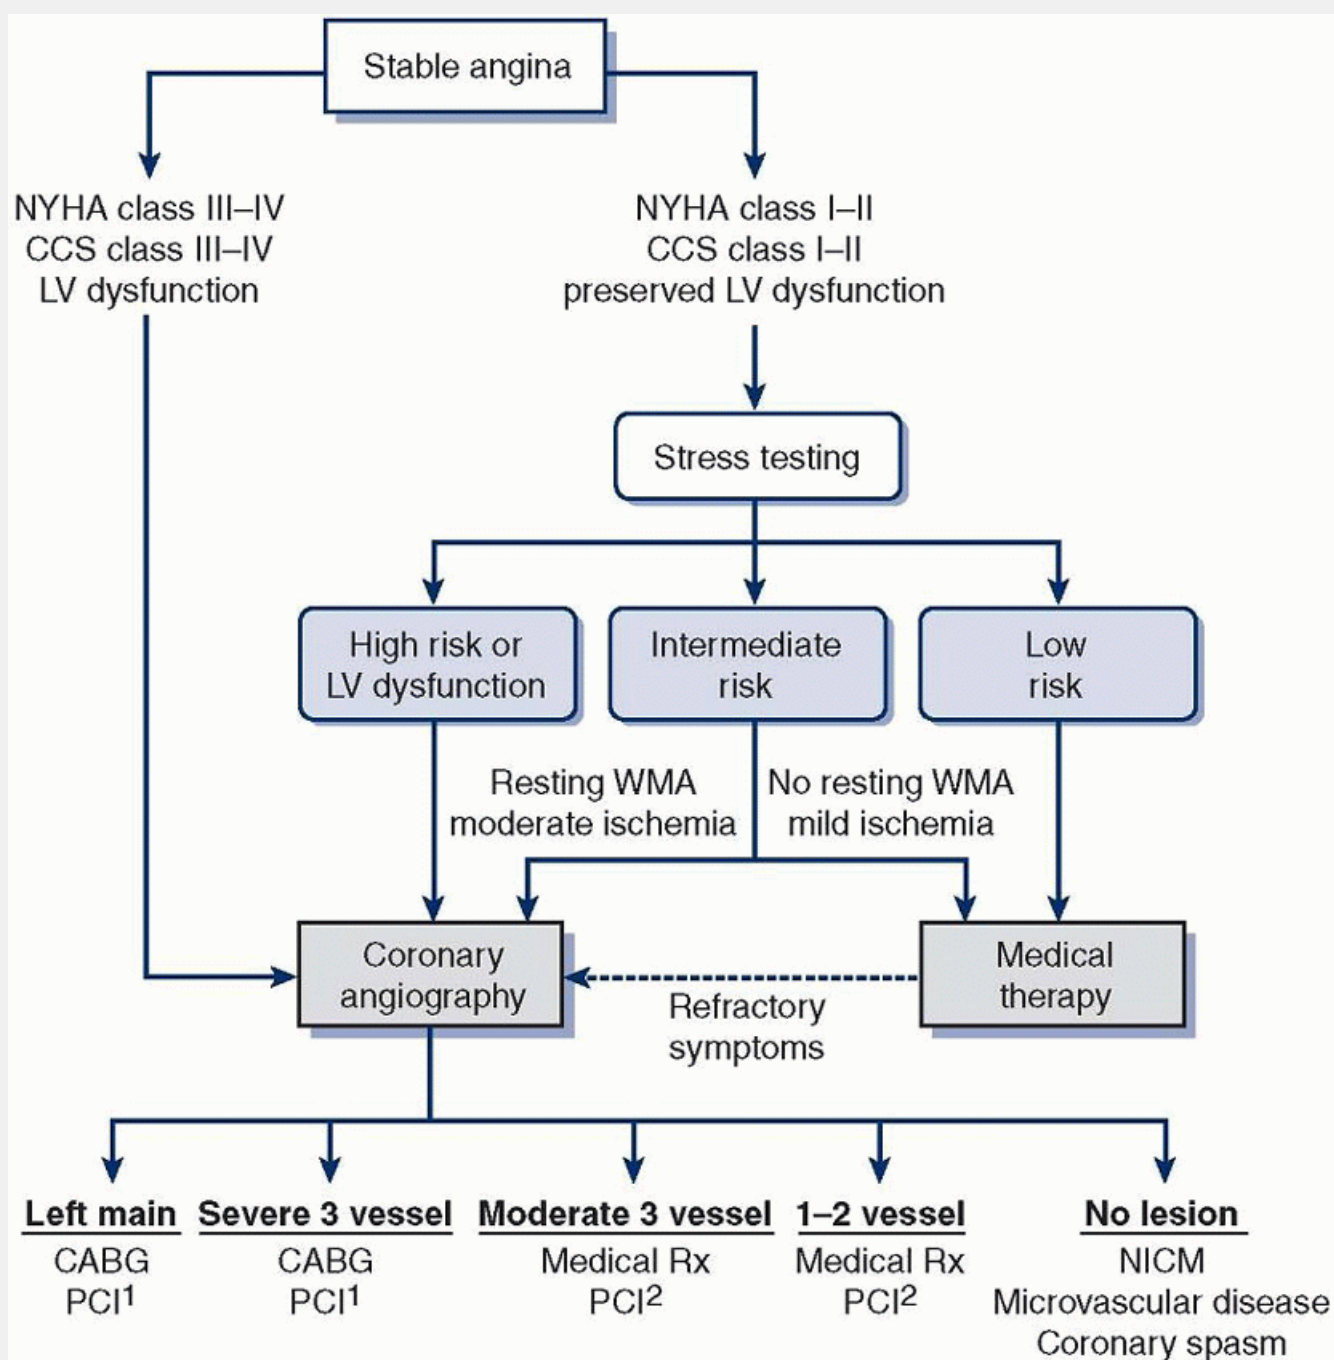 Stable angina
NYHA class III–IV
CCS class III–IV
LV dysfunction
NYHA class I–II
CCS class I–II
preserved LV dysfunction
Stress testing
High risk or
LV dysfunction
Intermediate
risk
Low
risk
Resting WMA
moderate ischemia
No resting WMA
mild ischemia
Coronary
angiography
Refractory
symptoms
Medical
therapy
Left main
CABG
PCI1
Severe 3 vessel
CABG
PCI1
Moderate 3 vessel
Medical Rx
PCI2
1–2 vessel
Medical Rx
PCI2
No lesion
NICM
Microvascular disease
Coronary spasm